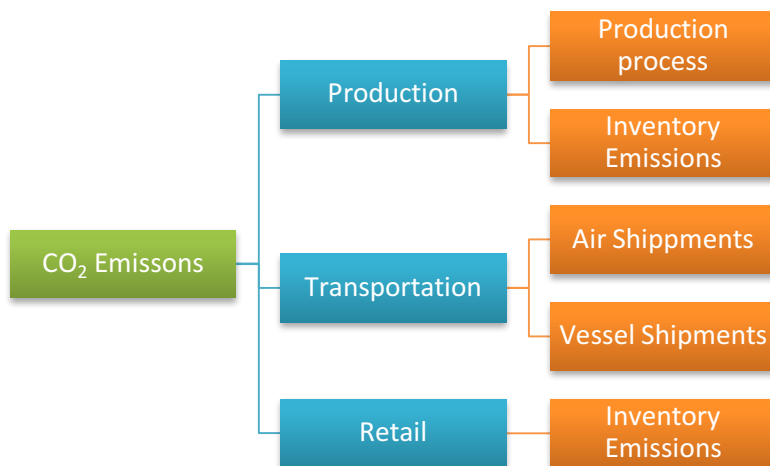 Production
process
Production
Inventory
Emissions
CO₂ Emissons
Air Shippments
Transportation
Vessel Shipments
Retail
Inventory
Emissions